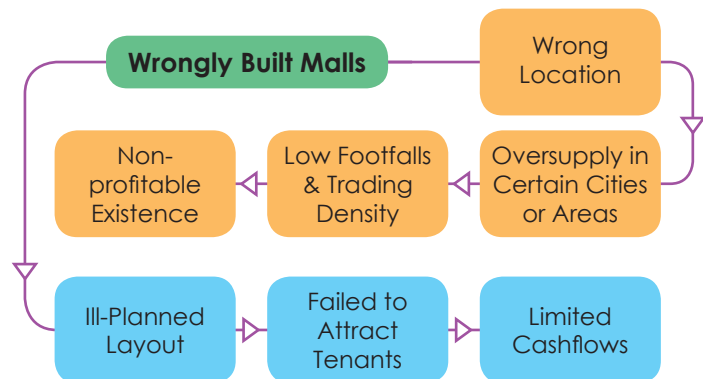 Wrongly Built Malls
Wrong
Location
Non-
profitable
Existence
Low Footfalls
& Trading
Density
Oversupply in
Certain Cities
or Areas
Ill-Planned
Layout
Failed to
Attract
Tenants
Limited
Cashflows